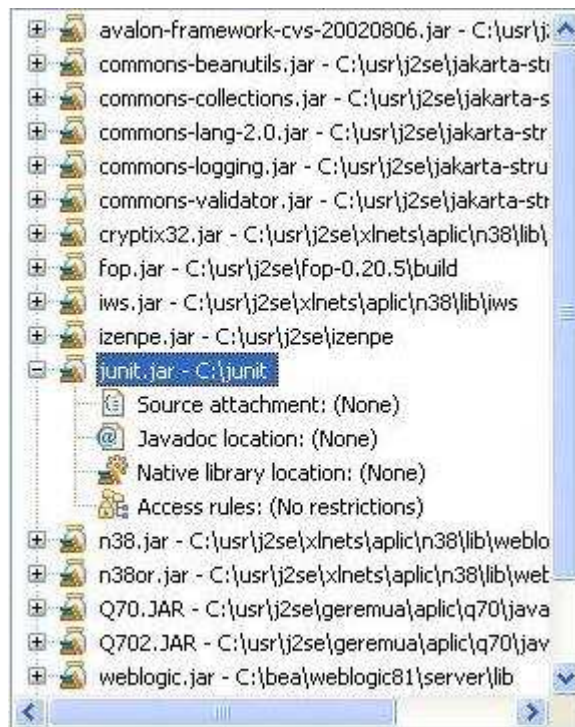 avalon-framework-cvs-20020806.jar - C:\usr\j
commons-beanutils.jar - C:\usr\j2se\jakarta-stru
commons-collections.jar - C:\usr\j2se\jakarta-s
commons-lang-2.0.jar - C:\usr\j2se\jakarta-str
commons-logging.jar - C:\usr\j2se\jakarta-stru
commons-validator.jar - C:\usr\j2se\jakarta-str
cryptix32.jar - C:\usr\j2se\xlnets\aplic\n38\lib\
fop.jar - C:\usr\j2se\fop-0.20.5\build
iws.jar - C:\usr\j2se\xlnets\aplic\n38\lib\iws
izenpe.jar - C:\usr\j2se\izenpe
junit.jar - C:\junit
Source attachment: (None)
Javadoc location: (None)
Native library location: (None)
Access rules: (No restrictions)
n38.jar - C:\usr\j2se\xlnets\aplic\n38\lib\weblo
n38or.jar - C:\usr\j2se\xlnets\aplic\n38\lib\wet
Q70.JAR - C:\usr\j2se\geremua\aplic\q70\java
Q702.JAR - C:\usr\j2se\geremua\aplic\q70\jav
weblogic.jar - C:\bea\weblogic81\server\lib